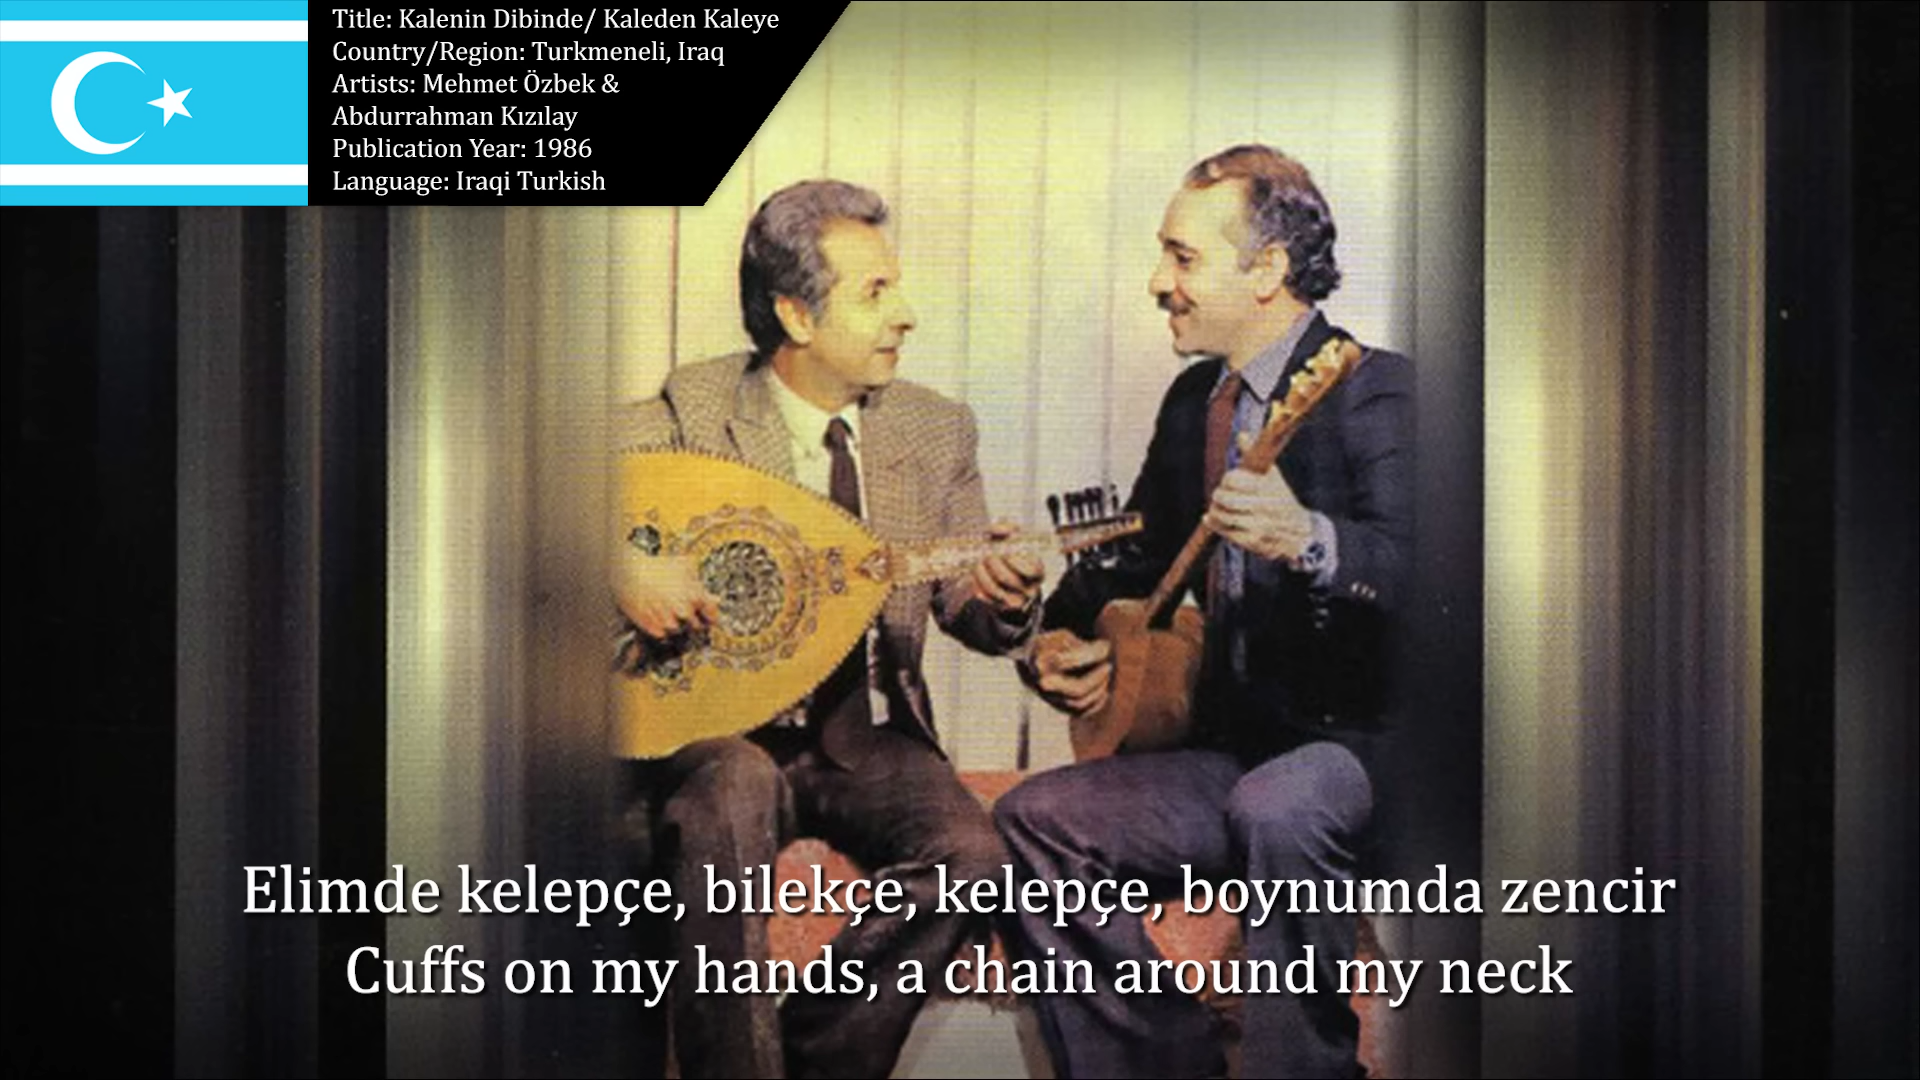 Title: Kalenin Dibinde/ Kaleden Kaleye
Country/Region: Turkmeneli, Iraq
Artists: Mehmet Özbek &
Abdurrahman Kızılay
Publication Year: 1986
Language: Iraqi Turkish
Elimde kelepçe, bilekçe, kelepçe, boynumda zencir
Cuffs on my hands, a chain around my neck